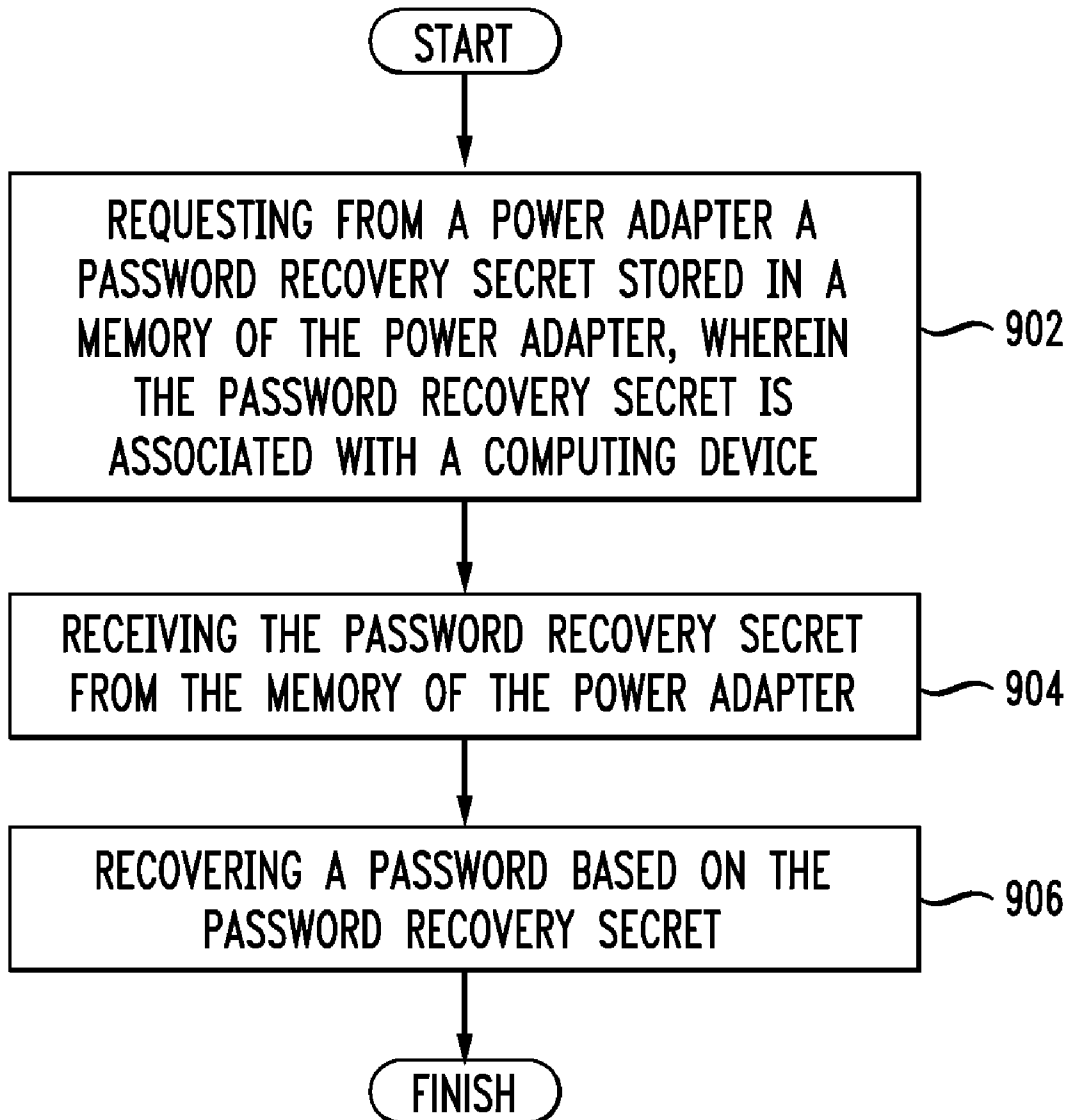 START
REQUESTING FROM A POWER ADAPTER A
PASSWORD RECOVERY SECRET STORED IN A
MEMORY OF THE POWER ADAPTER, WHEREIN
THE PASSWORD RECOVERY SECRET IS
ASSOCIATED WITH A COMPUTING DEVICE
902
RECEIVING THE PASSWORD RECOVERY SECRET
FROM THE MEMORY OF THE POWER ADAPTER
904
RECOVERING A PASSWORD BASED ON THE
PASSWORD RECOVERY SECRET
906
FINISH